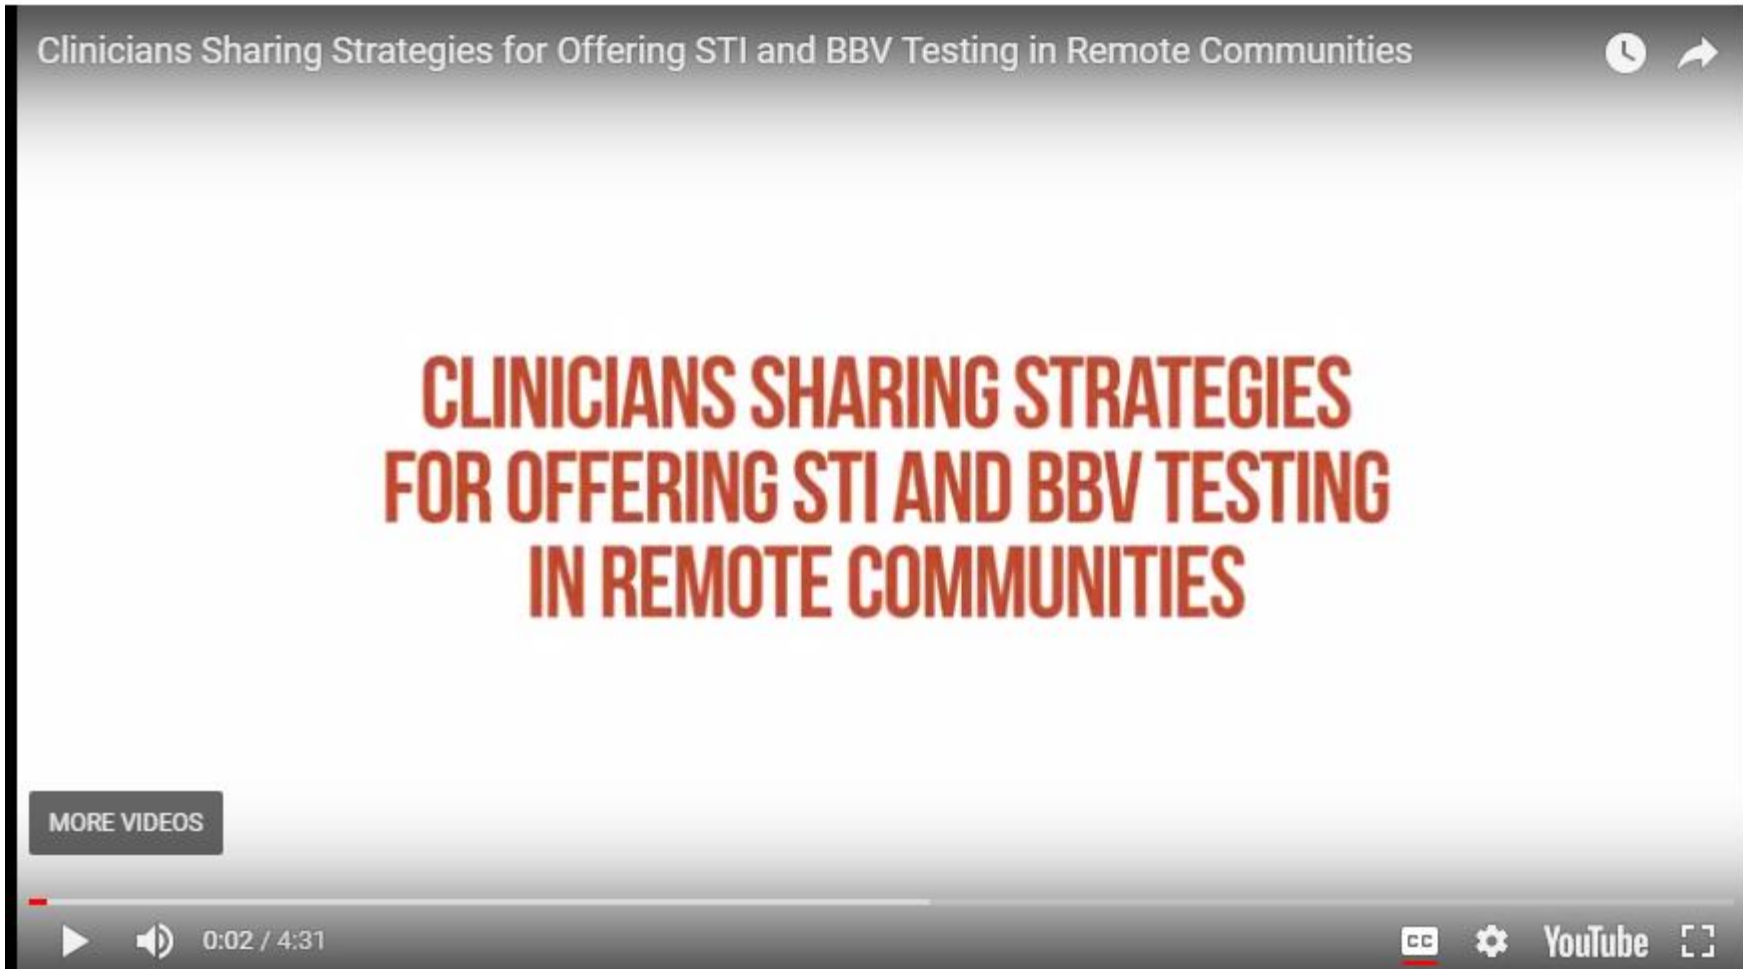 Clinicians Sharing Strategies for Offering STI and BBV Testing in Remote Communities
CLINICIANS SHARING STRATEGIES
FOR OFFERING STI AND BBV TESTING
IN REMOTE COMMUNITIES
MORE VIDEOS
0:02 / 4:31
CC
YouTube